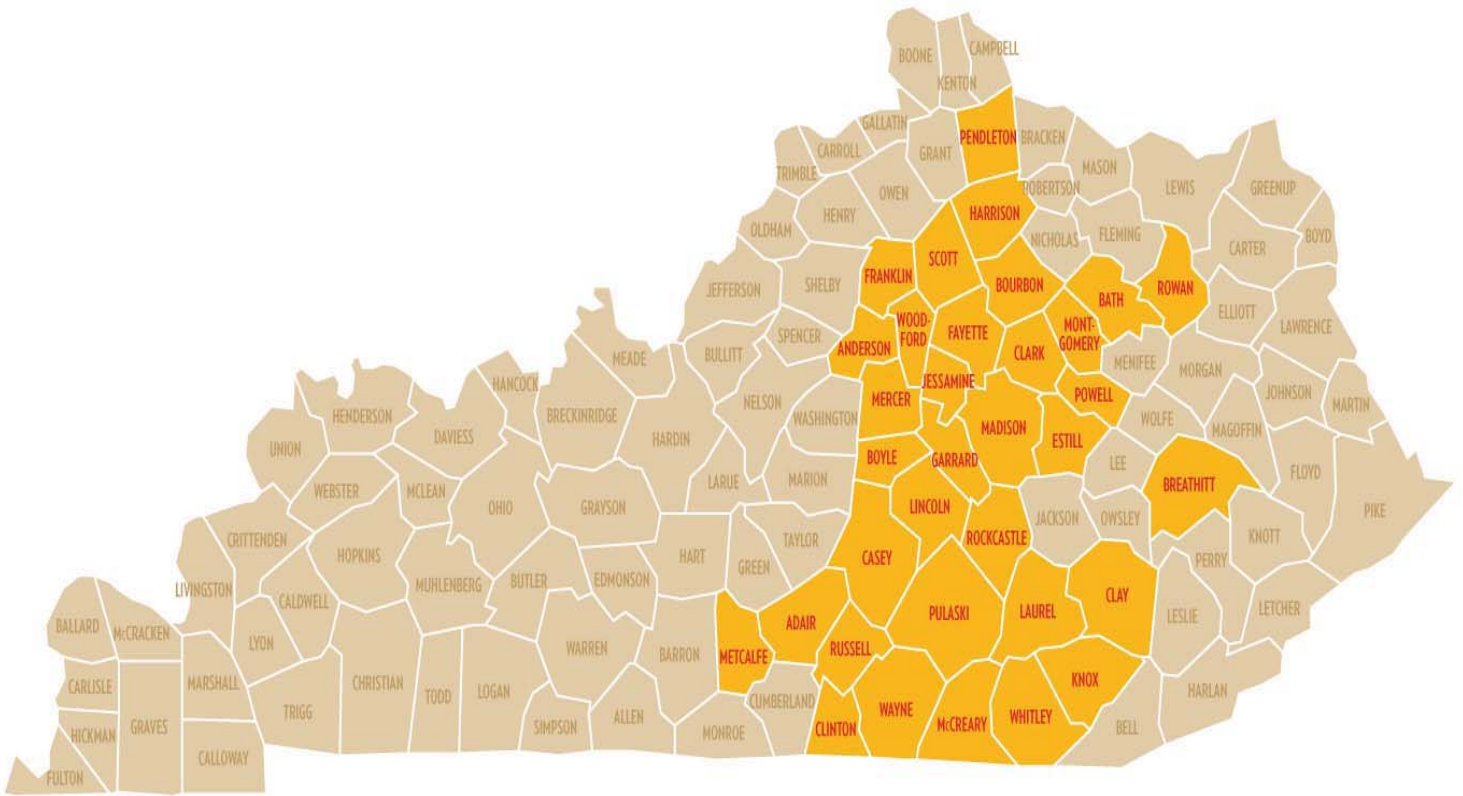 BOONE
CAMPBELL
KENTON
GALLATIN
PENDLETON
BRACKEN
CARROLL
GRANT
MASON
TRIMBLE
OWEN
ROBERTSON
LEWIS
GREENUP
HENRY
HARRISON
OLDHAM
NICHOLAS
FLEMING
CARTER
BOYD
SCOTT
FRANKLIN
SHELBY
JEFFERSON
BOURBON
BATH
ROWAN
ELLIOTT
LAWRENCE
WOOD-
FORD
FAYETTE
MONT-
GOMERY
SPENCER
ANDERSON
CLARK
BULLITT
MEADE
MENIFEE
MORGAN
HANCOCK
JESSAMINE
POWELL
JOHNSON
MARTIN
MERCER
NELSON
HENDERSON
BRECKINRIDGE
WASHINGTON
WOLFE
MAGOFFIN
DAVIESS
HARDIN
MADISON
ESTILL
UNION
BOYLE
GARRARD
LEE
FLOYD
WEBSTER
MCLEAN
LARUE
MARION
BREATHITT
OHIO
GRAYSON
LINCOLN
JACKSON
OWSLEY
PIKE
CRITTENDEN
TAYLOR
ROCKCASTLE
KNOTT
HOPKINS
HART
GREEN
CASEY
PERRY
LIVINGSTON
MUHLENBERG
BUTLER
EDMONSON
CALDWELL
CLAY
LETCHER
BALLARD
McCRACKEN
ADAIR
PULASKI
LAUREL
LESLIE
LYON
WARREN
BARRON
METCALFE
RUSSELL
CARLISLE
MARSHALL
CHRISTIAN
TODD
LOGAN
KNOX
HARLAN
TRIGG
CUMBERLAND
WAYNE
WHITLEY
HICKMAN
GRAVES
SIMPSON
ALLEN
MONROE
CLINTON
McCREARY
BELL
CALLOWAY
FULTON